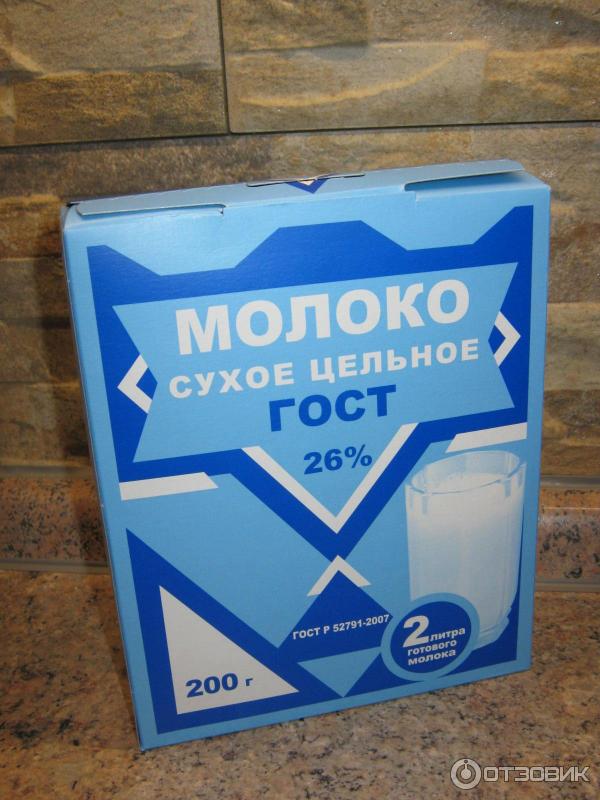 МОЛОКО
СУХОЕ ЦЕЛЬНОЕ
ГОСТ
26%
ГОСТ Р 52791-2007
2 литра
готового
молока
200 г
ОТЗОВИК